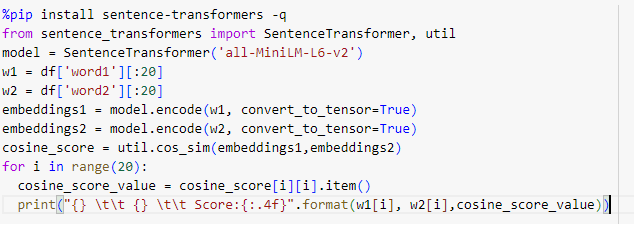 %pip install sentence-transformers -q
from sentence_transformers import SentenceTransformer, util
model = SentenceTransformer('all-MiniLM-L6-v2')
w1 = df['word1'][:20]
w2 = df['word2'][:20]
embeddings1 = model.encode(w1, convert_to_tensor=True)
embeddings2 = model.encode(w2, convert_to_tensor=True)
cosine_score = util.cos_sim(embeddings1,embeddings2)
for i in range(20):
  cosine_score_value = cosine_score[i][i].item()
  print("{} \t\t {} \t\t Score:{:.4f}".format(w1[i], w2[i],cosine_score_value))